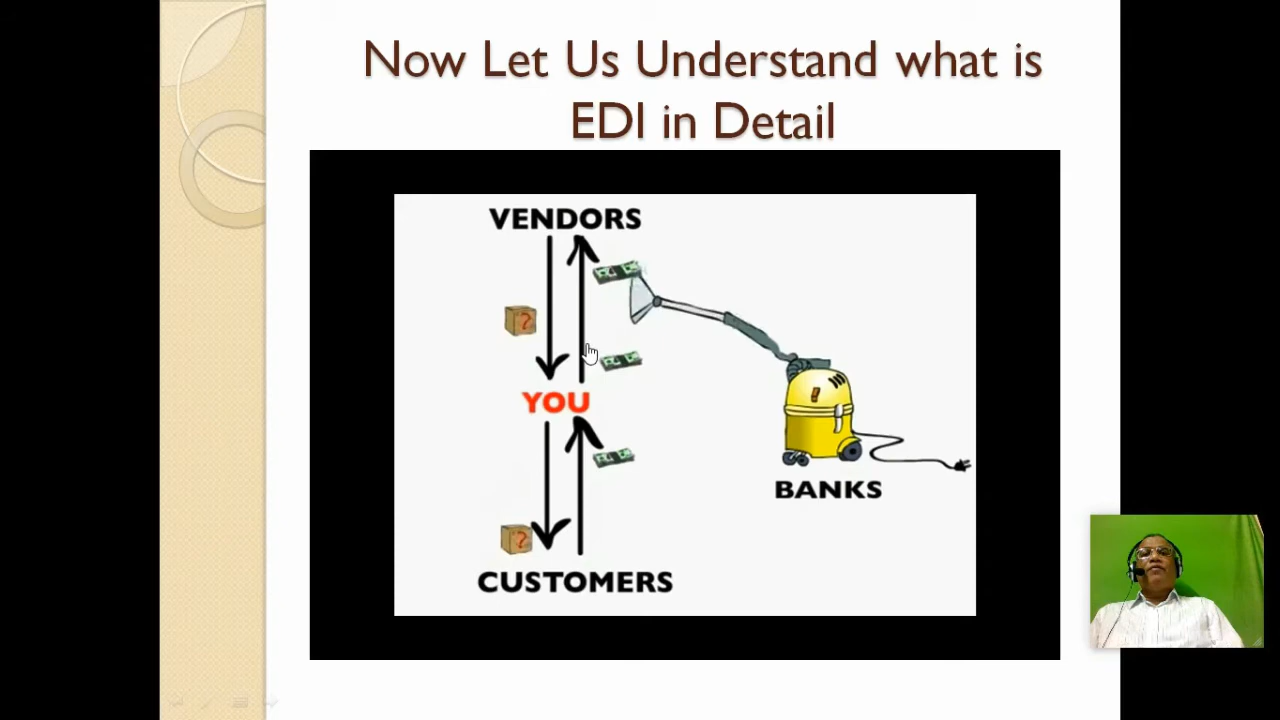 Now Let Us Understand what is
EDI in Detail
VENDORS
?
YOU
BANKS
?
CUSTOMERS